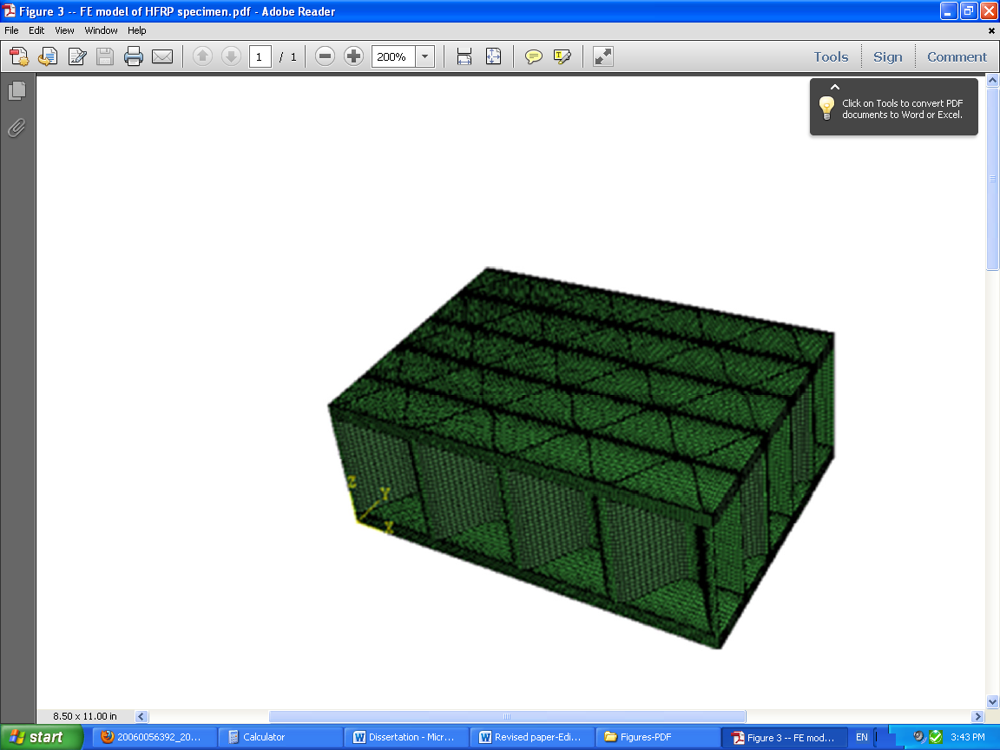 Figure 3 -- FE model of HFRP specimen.pdf - Adobe Reader
File Edit View Window Help
1 / 1 200% Tools Sign Comment
Click on Tools to convert PDF
documents to Word or Excel.
Z
Y
X
8.50 x 11.00 in
start 20060056392_20... Calculator Dissertation - Micr... Revised paper-Edi... Figures-PDF Figure 3 -- FE mod... EN 3:43 PM